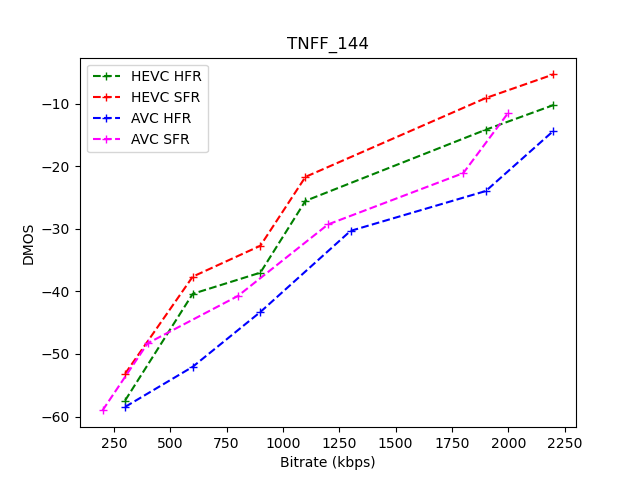 TNFF_144
HEVC HFR
HEVC SFR
AVC HFR
AVC SFR
DMOS
−10
−20
−30
−40
−50
−60
250 500 750 1000 1250 1500 1750 2000 2250
Bitrate (kbps)